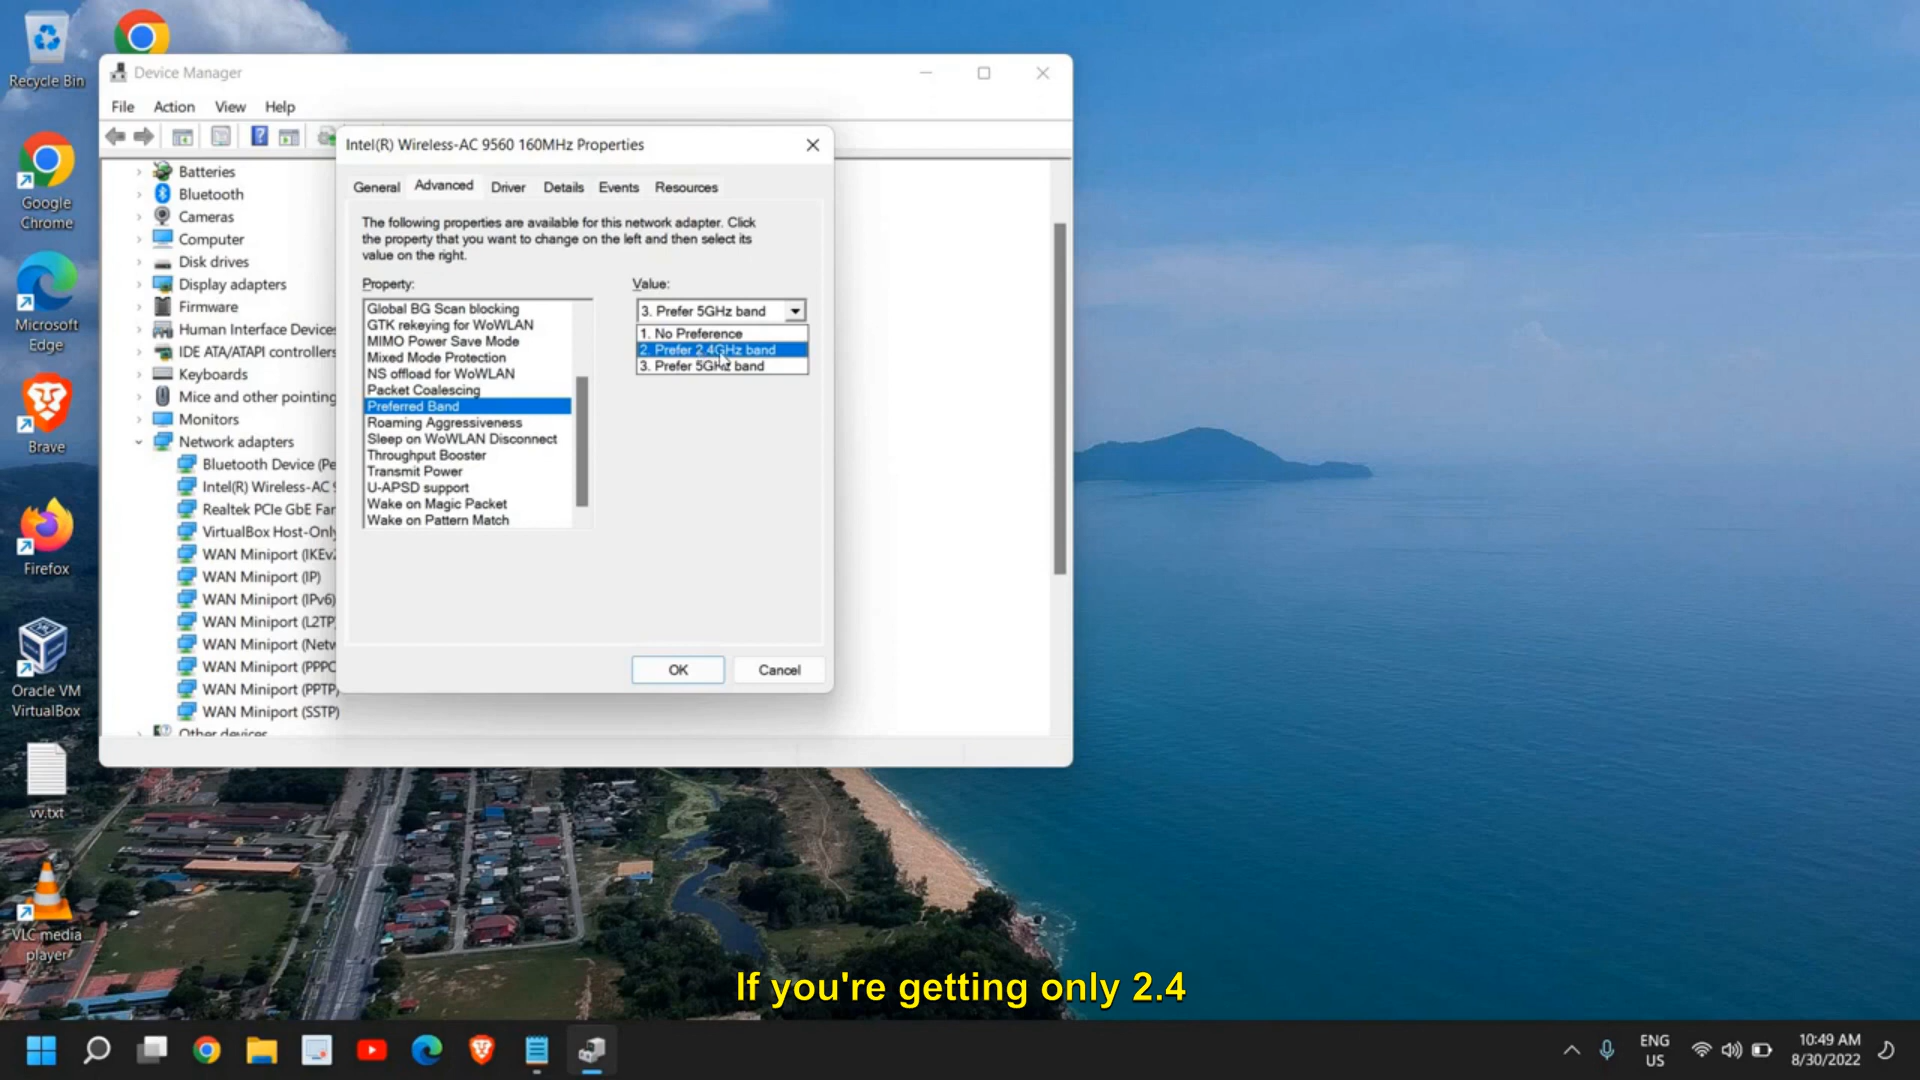 Recycle Bin
Google
Chrome
Microsoft
Edge
Brave
Firefox
Oracle VM
VirtualBox
vv.txt
VLC media
player
Device Manager
File Action View Help
Batteries
Bluetooth
Cameras
Computer
Disk drives
Display adapters
Firmware
Human Interface Devices
IDE ATA/ATAPI controllers
Keyboards
Mice and other pointing
Monitors
Network adapters
Bluetooth Device (Pe
Intel(R) Wireless-AC 9
Realtek PCIe GbE Fam
VirtualBox Host-Only
WAN Miniport (IKEv2
WAN Miniport (IP)
WAN Miniport (IPv6)
WAN Miniport (L2TP)
WAN Miniport (Netw
WAN Miniport (PPPO
WAN Miniport (PPTP)
WAN Miniport (SSTP)
Other devices
Intel(R) Wireless-AC 9560 160MHz Properties
General Advanced Driver Details Events Resources
The following properties are available for this network adapter. Click
the property that you want to change on the left and then select its
value on the right.
Property:
Global BG Scan blocking
GTK rekeying for WoWLAN
MIMO Power Save Mode
Mixed Mode Protection
NS offload for WoWLAN
Packet Coalescing
Preferred Band
Roaming Aggressiveness
Sleep on WoWLAN Disconnect
Throughput Booster
Transmit Power
U-APSD support
Wake on Magic Packet
Wake on Pattern Match
Value:
3. Prefer 5GHz band
1. No Preference
2. Prefer 2.4GHz band
3. Prefer 5GHz band
OK Cancel
If you're getting only 2.4
ENG
US
10:49 AM
8/30/2022